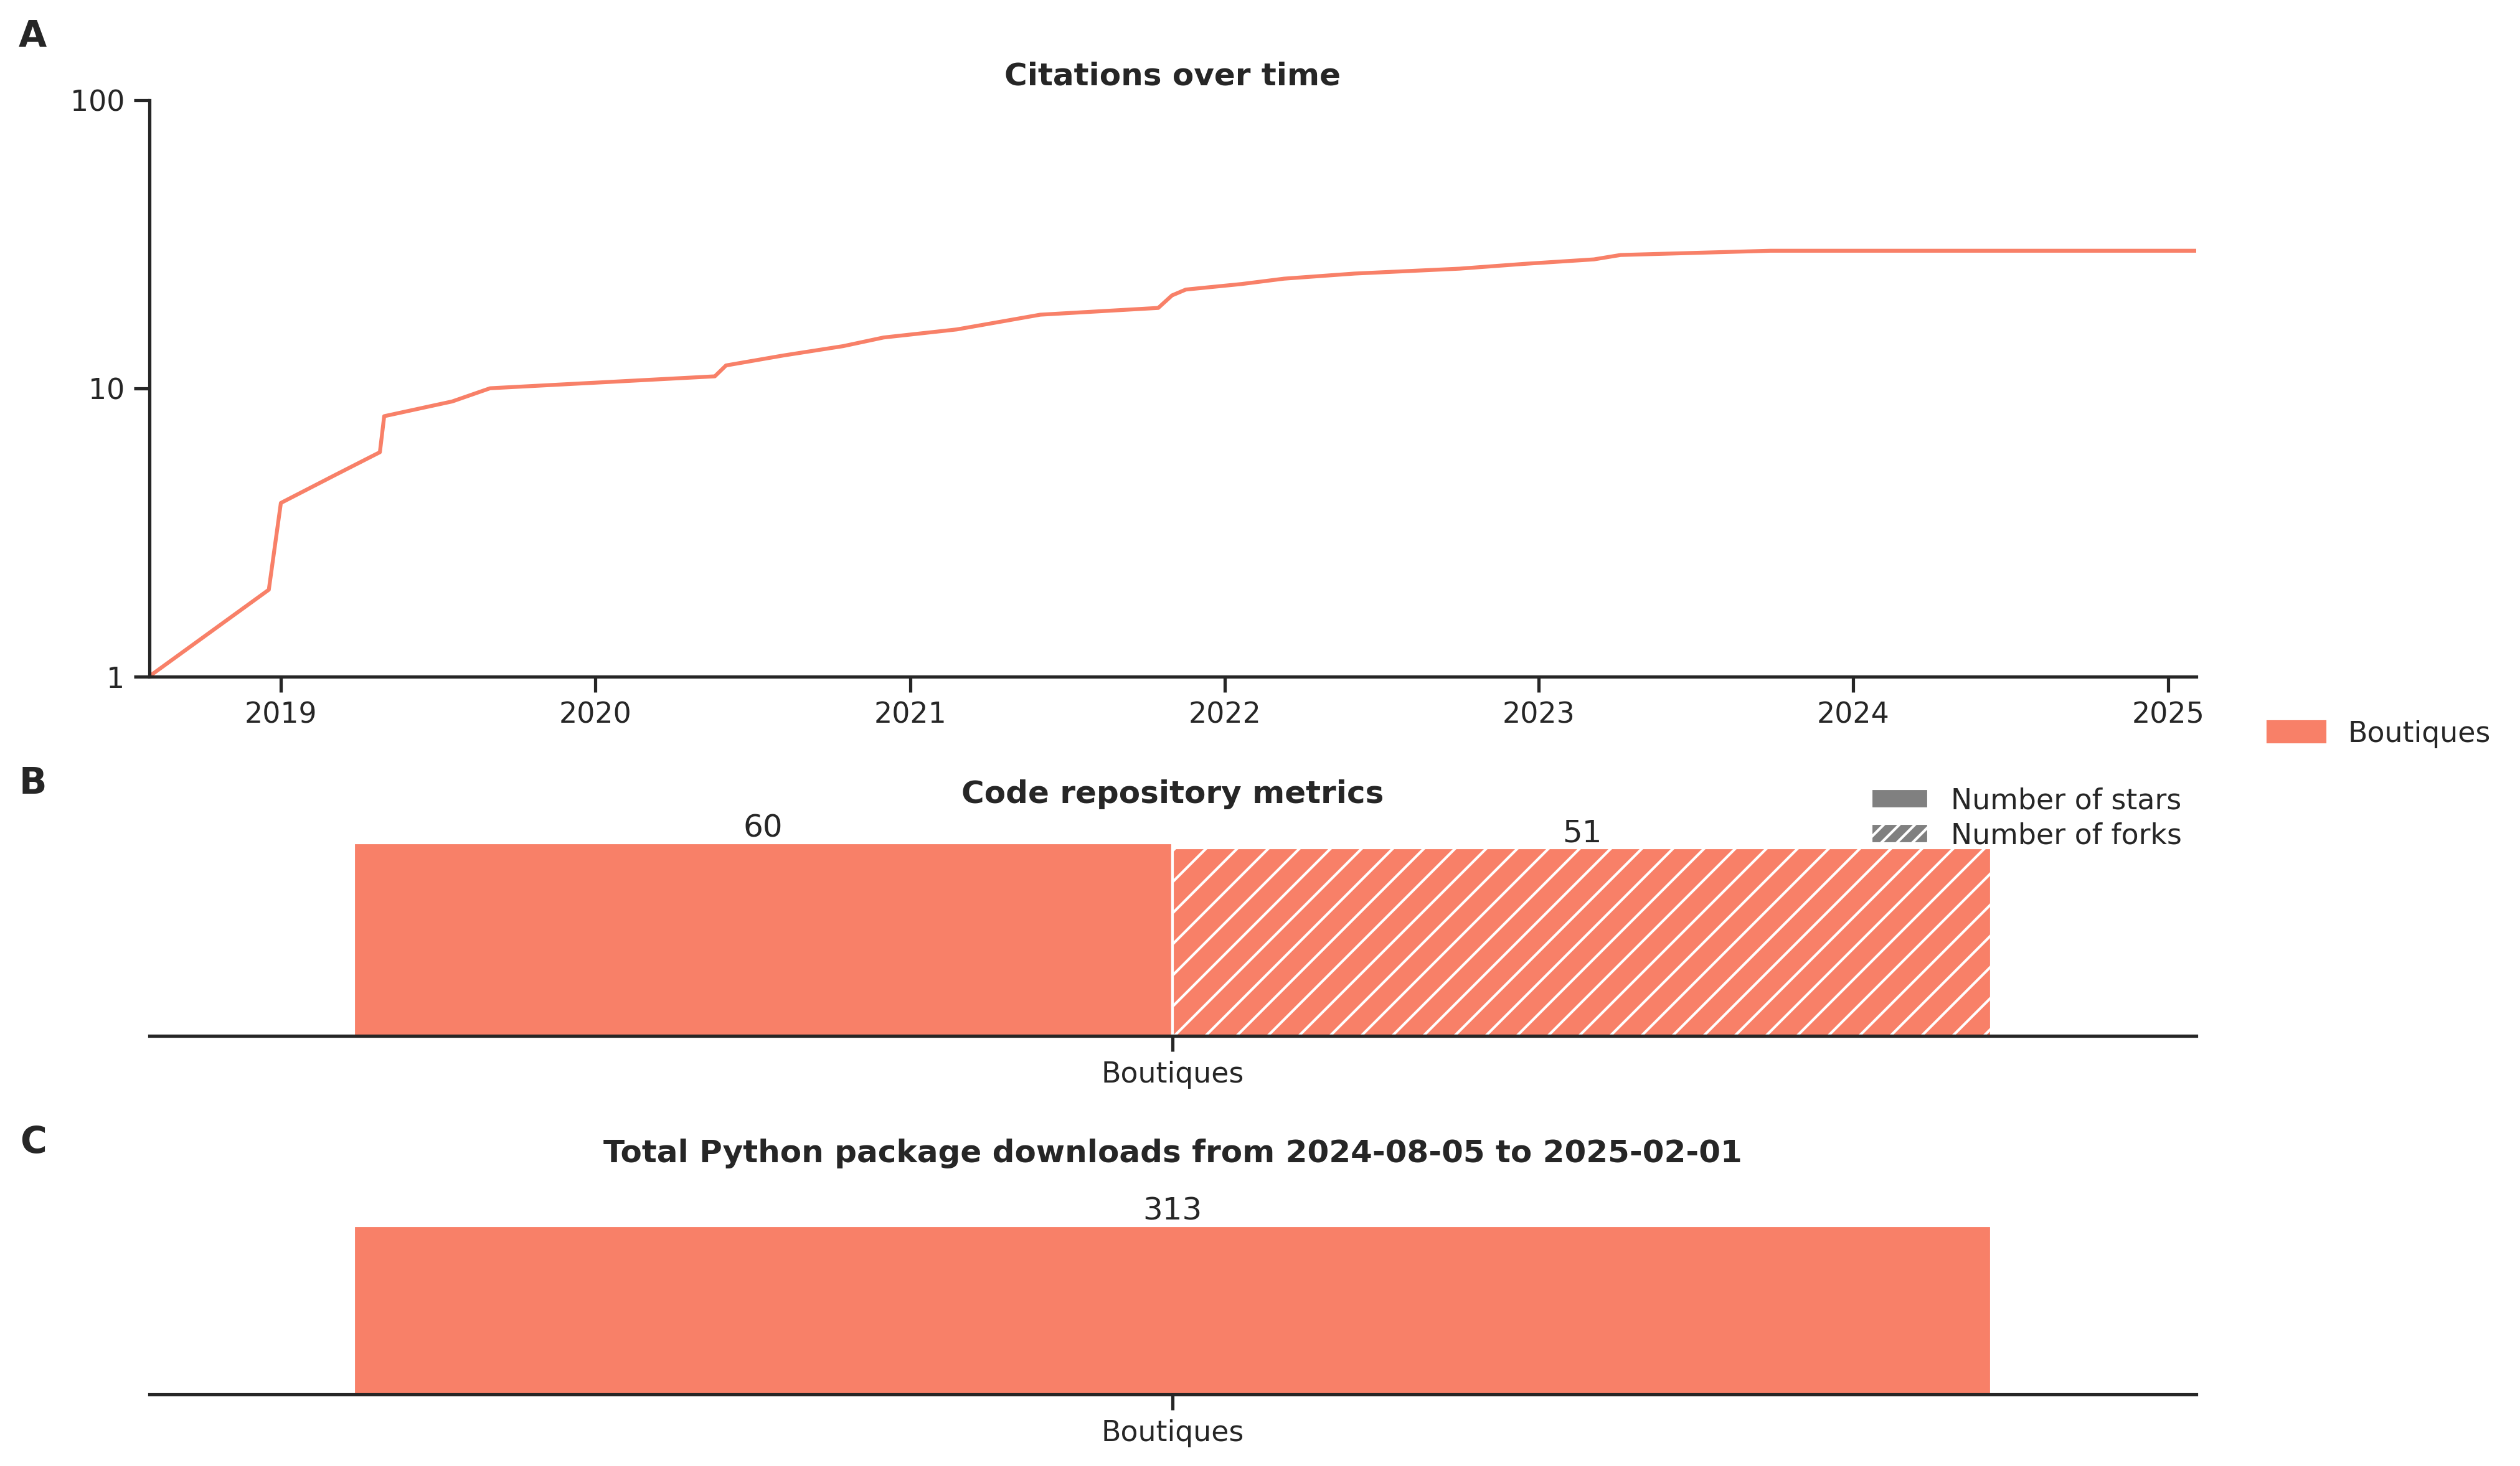 A
Citations over time
100
10
1
2019 2020 2021 2022 2023 2024 2025
Boutiques
B
Code repository metrics
Number of stars
Number of forks
60 51
Boutiques
C
Total Python package downloads from 2024-08-05 to 2025-02-01
313
Boutiques